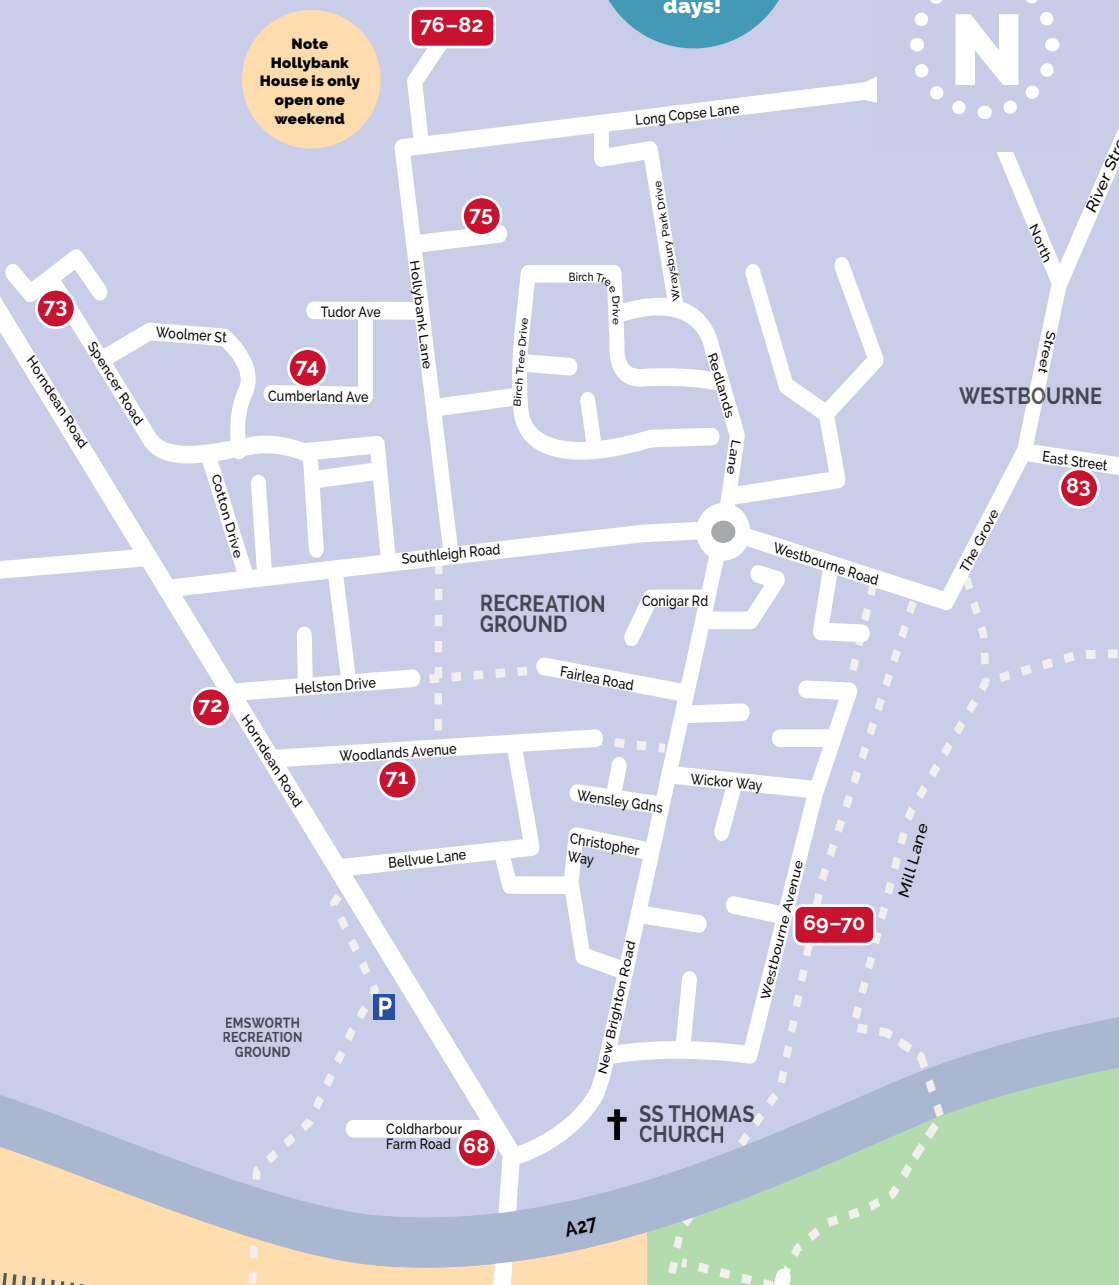 days!
76–82
Note
Hollybank
House is only
open one
weekend
N
Long Copse Lane
River Stre
75
Wraysbury Park Drive
North
Hollybank Lane
Birch Tree Drive
73
Tudor Ave
Woolmer St
Birch Tree Drive
Street
Spencer Road
74
Redlands
Horndean Road
Cumberland Ave
WESTBOURNE
Lane
East Street
83
Cotton Drive
The Grove
Southleigh Road
Westbourne Road
RECREATION
GROUND
Conigar Rd
Fairlea Road
Helston Drive
72
Horndean Road
Woodlands Avenue
71
Wickor Way
Wensley Gdns
Christopher
Way
Bellvue Lane
Mill Lane
Westbourne Avenue
69–70
New Brighton Road
P
EMSWORTH
RECREATION
GROUND
SS THOMAS
CHURCH
Coldharbour
Farm Road
68
A27